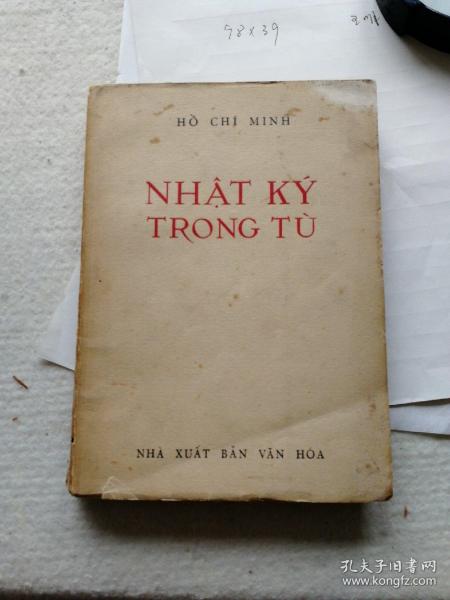 98x39
HỒ CHÍ MINH
NHẬT KÝ
TRONG TÙ
NHÀ XUẤT BẢN VĂN HÓA
孔夫子旧书网
www.kongfz.com